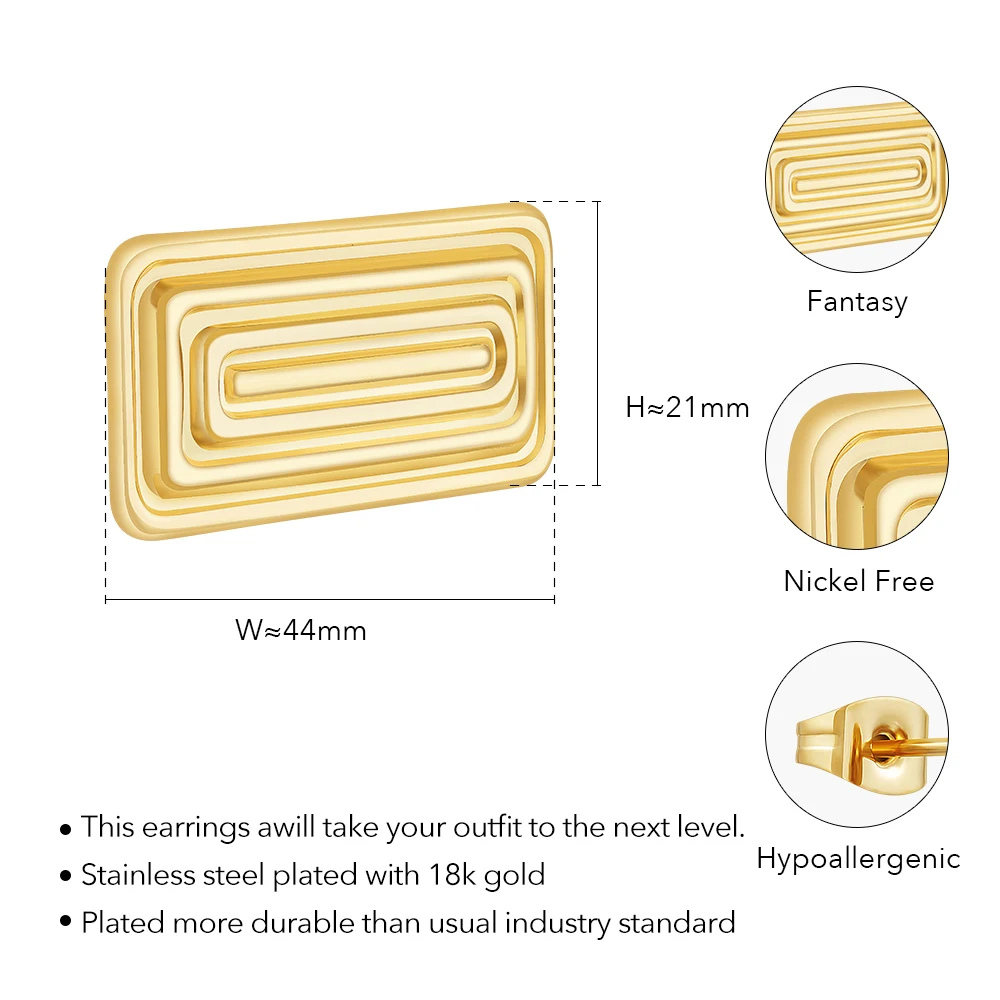 Fantasy
H≈21mm
Nickel Free
W≈44mm
• This earrings awill take your outfit to the next level.
• Stainless steel plated with 18k gold
• Plated more durable than usual industry standard
Hypoallergenic